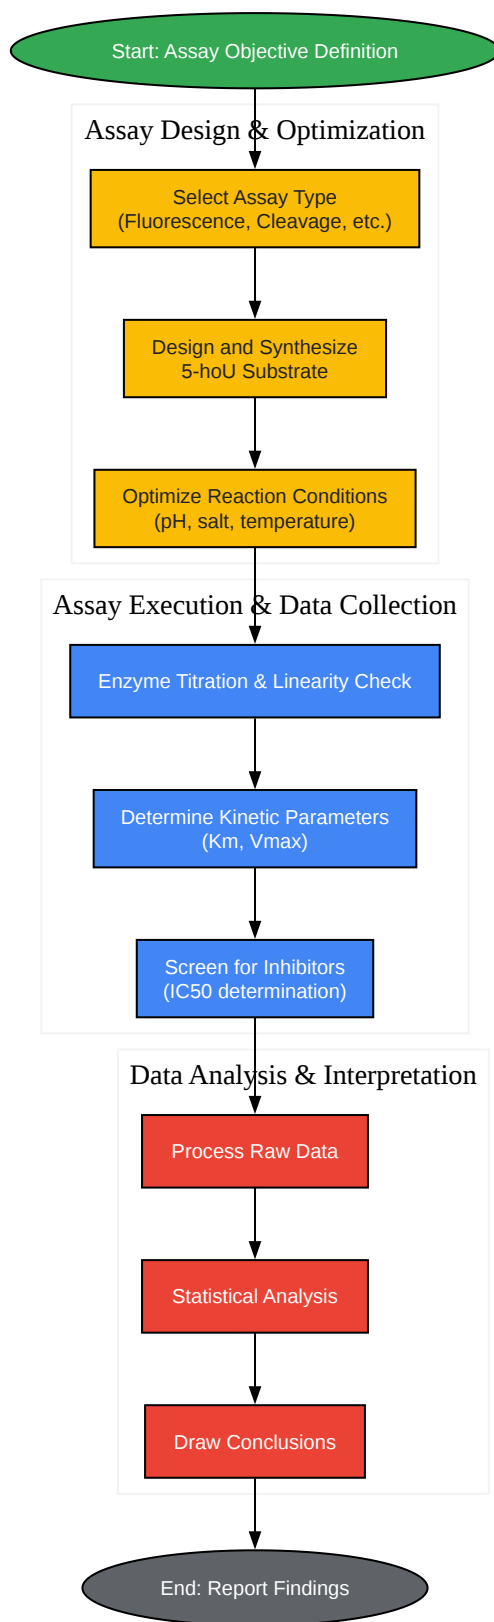 Start: Assay Objective Definition
Assay Design & Optimization
Select Assay Type
(Fluorescence, Cleavage, etc.)
Design and Synthesize
5-hoU Substrate
Optimize Reaction Conditions
(pH, salt, temperature)
Assay Execution & Data Collection
Enzyme Titration & Linearity Check
Determine Kinetic Parameters
(Km, Vmax)
Screen for Inhibitors
(IC50 determination)
Data Analysis & Interpretation
Process Raw Data
Statistical Analysis
Draw Conclusions
End: Report Findings